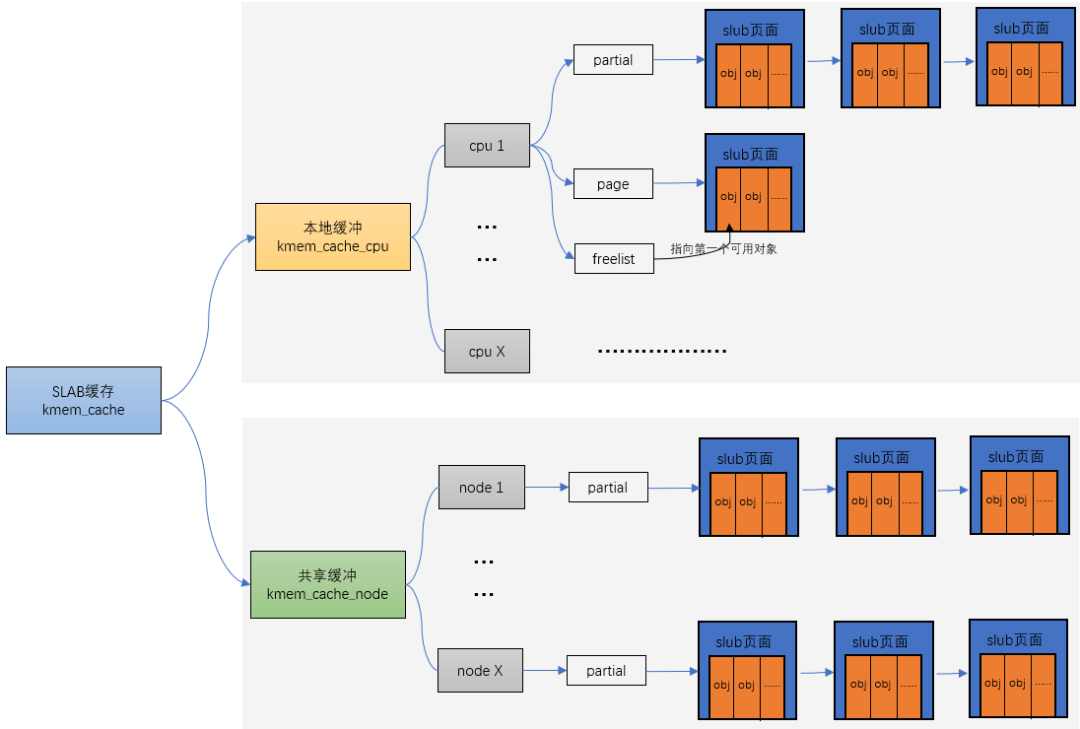 partial
slub页面
obj
obj
......
slub页面
obj
obj
......
slub页面
obj
obj
......
cpu 1
page
slub页面
obj
obj
......
本地缓冲
kmem_cache_cpu
...
...
freelist
指向第一个可用对象
cpu X
..................
SLAB缓存
kmem_cache
node 1
partial
slub页面
obj
obj
......
slub页面
obj
obj
......
slub页面
obj
obj
......
共享缓冲
kmem_cache_node
...
...
node X
partial
slub页面
obj
obj
......
slub页面
obj
obj
......
slub页面
obj
obj
......